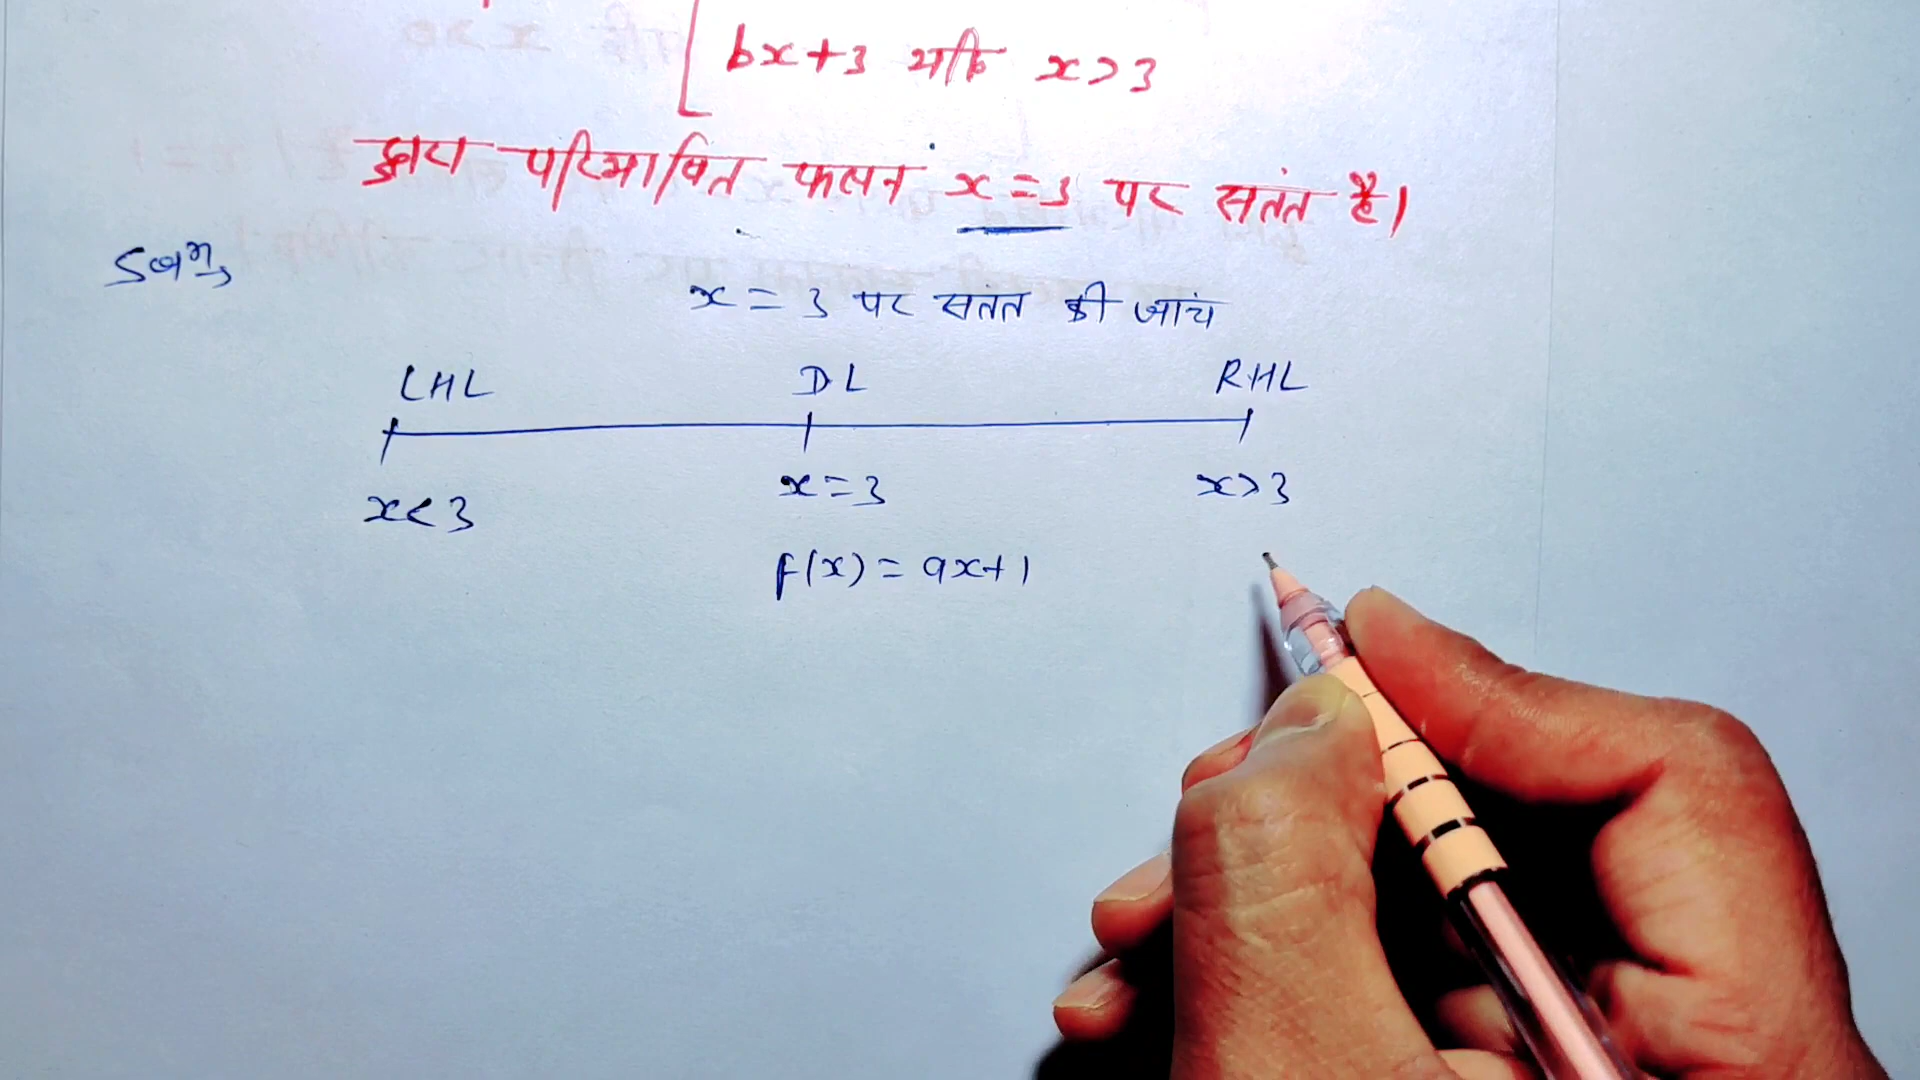 bx+3 यदि x>3
द्वारा परिभाषित फलन x=3 पर सतत है।
Solⁿ,
x=3 पर सतत की जांच
LHL DL RHL
x<3 x=3 x>3
f(x)=ax+1